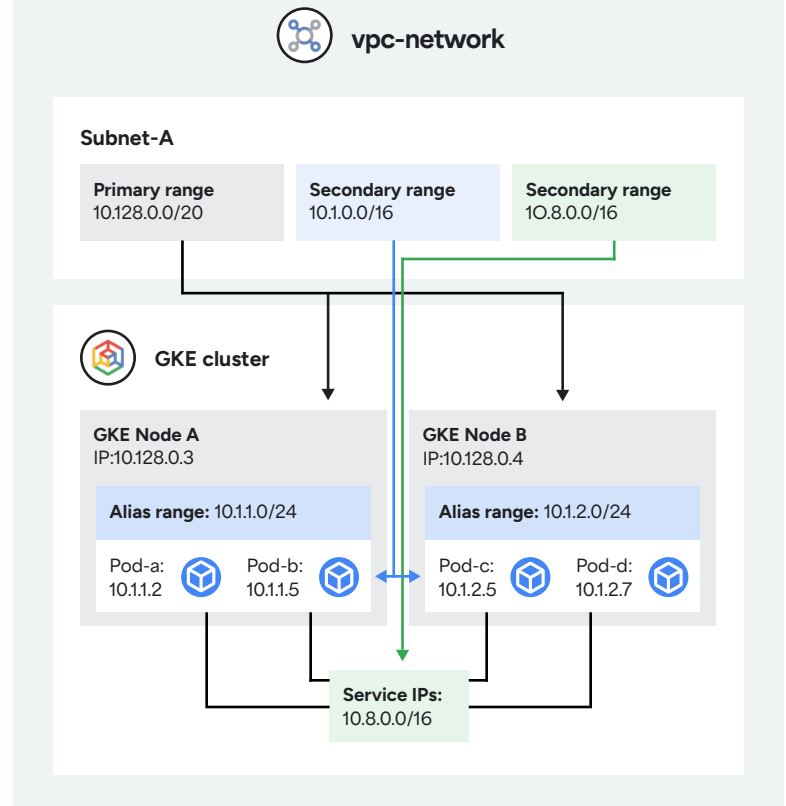 vpc-network
Subnet-A
Primary range
10.128.0.0/20
Secondary range
10.1.0.0/16
Secondary range
1O.8.0.0/16
GKE cluster
GKE Node A
IP:10.128.0.3
Alias range: 10.1.1.0/24
Pod-a:
10.1.1.2
Pod-b:
10.1.1.5
GKE Node B
IP:10.128.0.4
Alias range: 10.1.2.0/24
Pod-c:
10.1.2.5
Pod-d:
10.1.2.7
Service IPs:
10.8.0.0/16